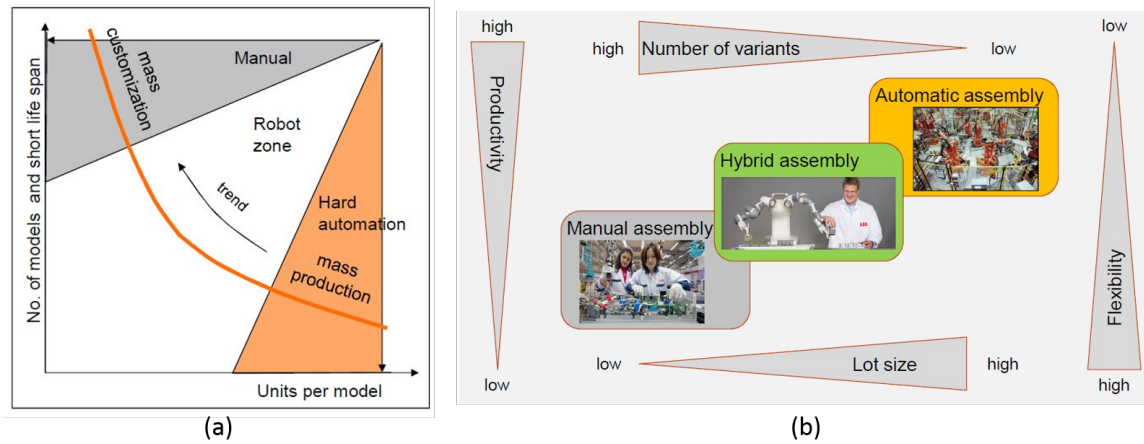 No. of models and short life span
mass
customization
Manual
Robot
zone
trend
Hard
automation
mass
production
Units per model
(a)
high
Productivity
low
high
Number of variants
low
Automatic assembly
Hybrid assembly
ABB
Manual assembly
low
Lot size
high
low
Flexibility
high
(b)